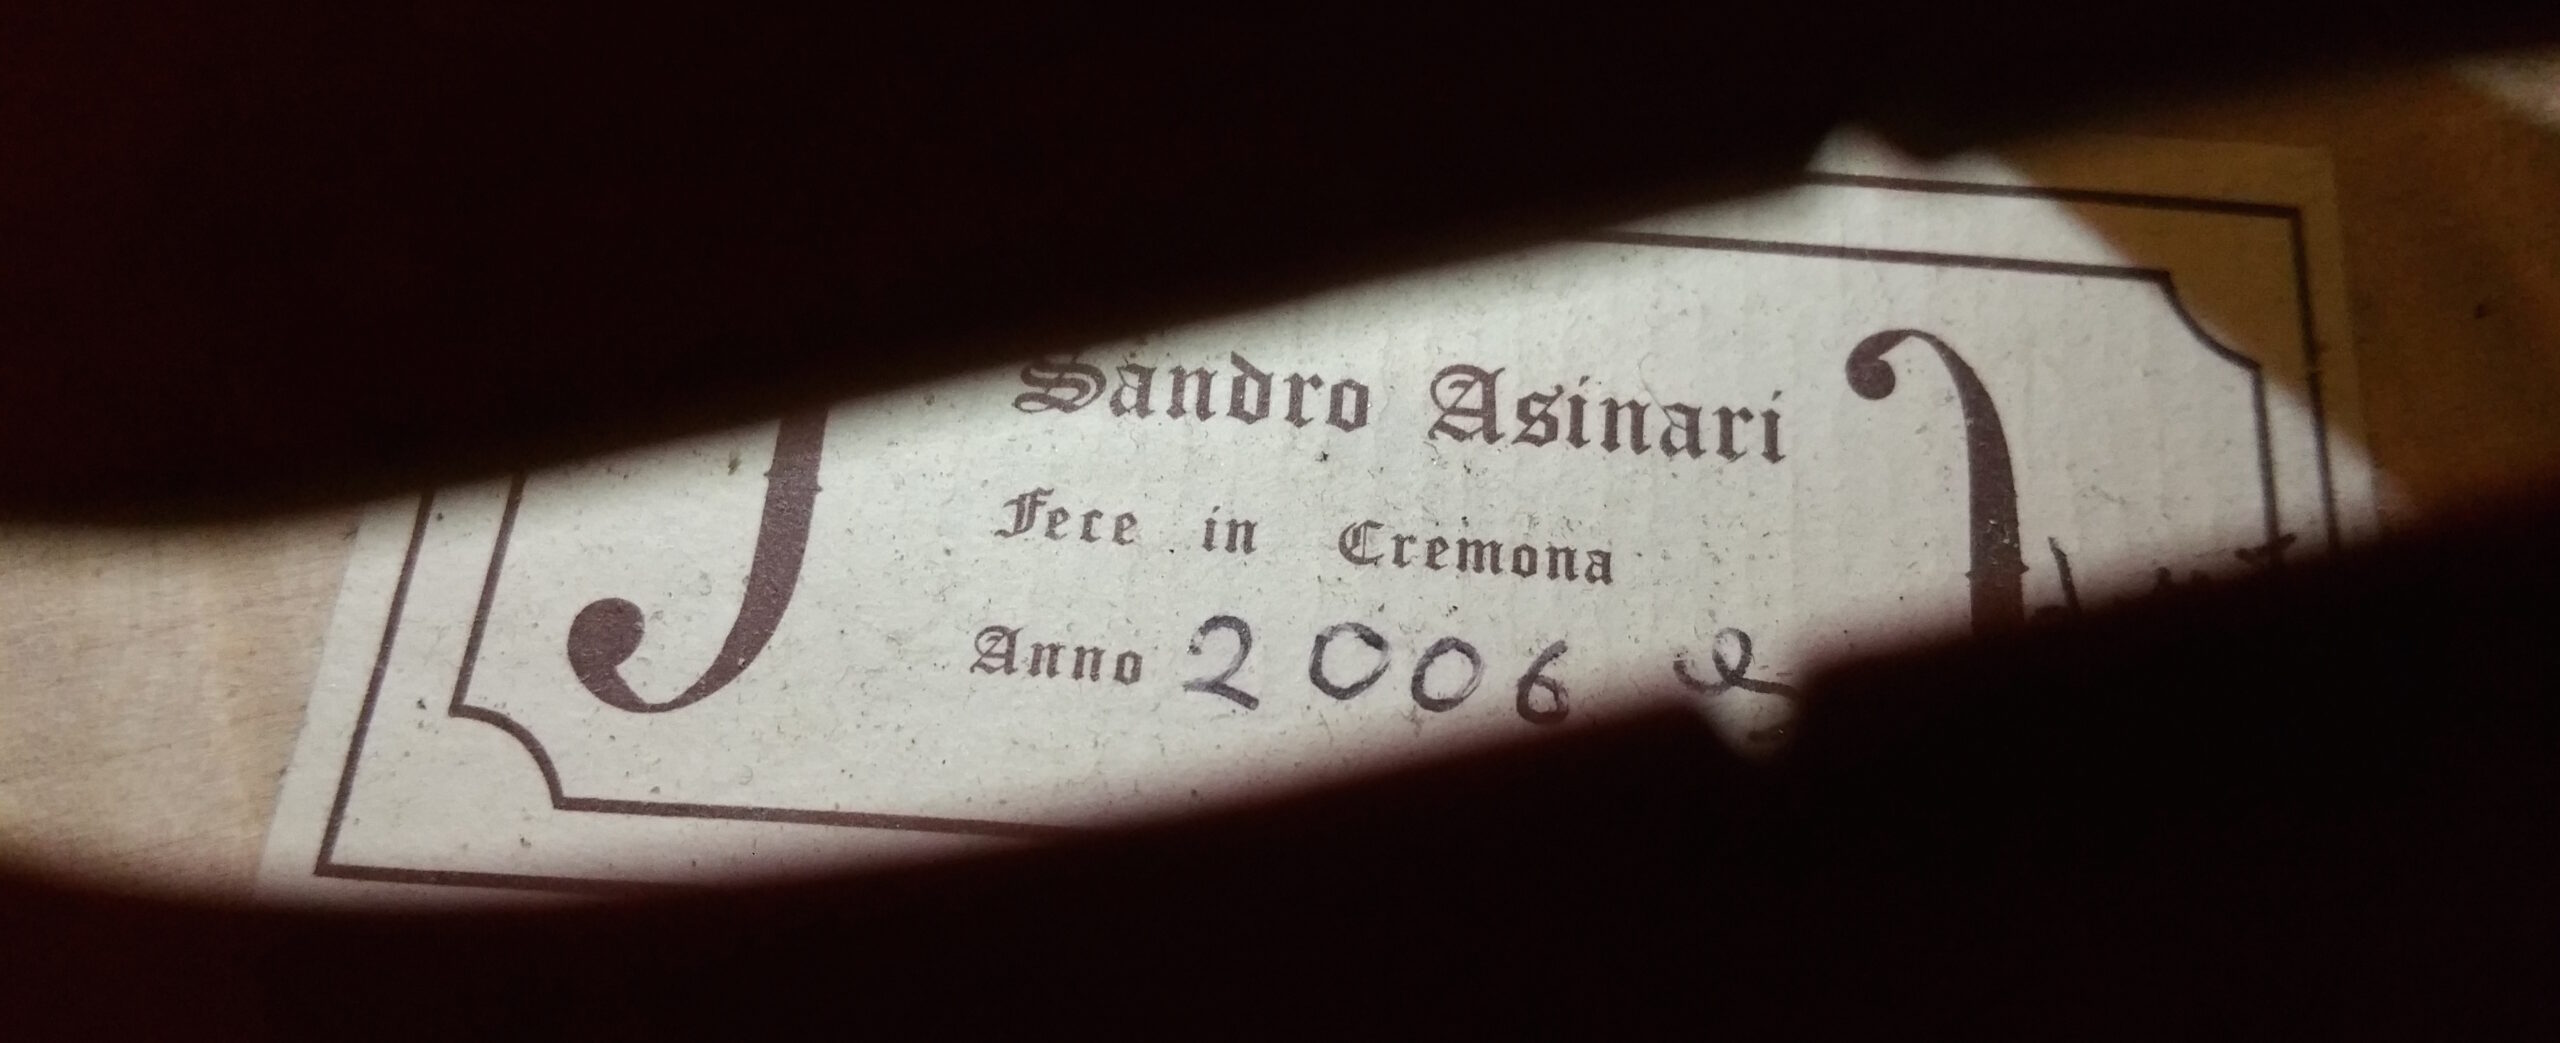 Sandro Asinari
Fece in Cremona
Anno 2006